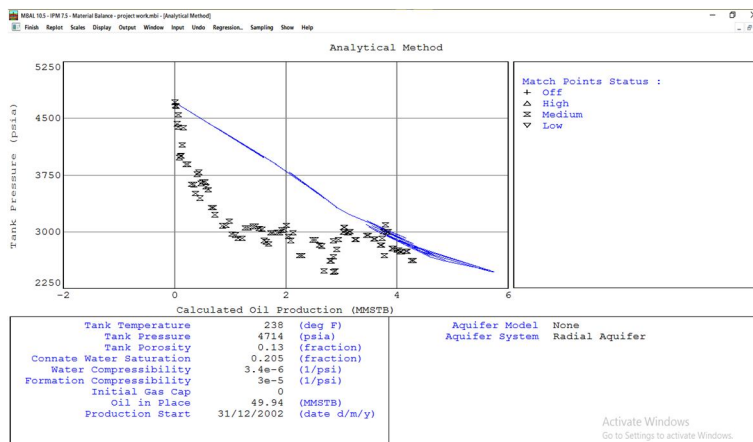 MBAL 10.5 - IPM 7.5 - Material Balance - project work.mbi - [Analytical Method]
Finish Replot Scales Display Output Window Input Undo Regression... Sampling Show Help
Analytical Method
5250
4500
3750
3000
2250
Tank Pressure (psia)
-2 0 2 4 6
Calculated Oil Production (MMSTB)
Match Points Status :
+ Off
△ High
⧖ Medium
▽ Low
Tank Temperature 238 (deg F)
Tank Pressure 4714 (psia)
Tank Porosity 0.13 (fraction)
Connate Water Saturation 0.205 (fraction)
Water Compressibility 3.4e-6 (1/psi)
Formation Compressibility 3e-5 (1/psi)
Initial Gas Cap 0
Oil in Place 49.94 (MMSTB)
Production Start 31/12/2002 (date d/m/y)
Aquifer Model None
Aquifer System Radial Aquifer
Activate Windows
Go to Settings to activate Windows.